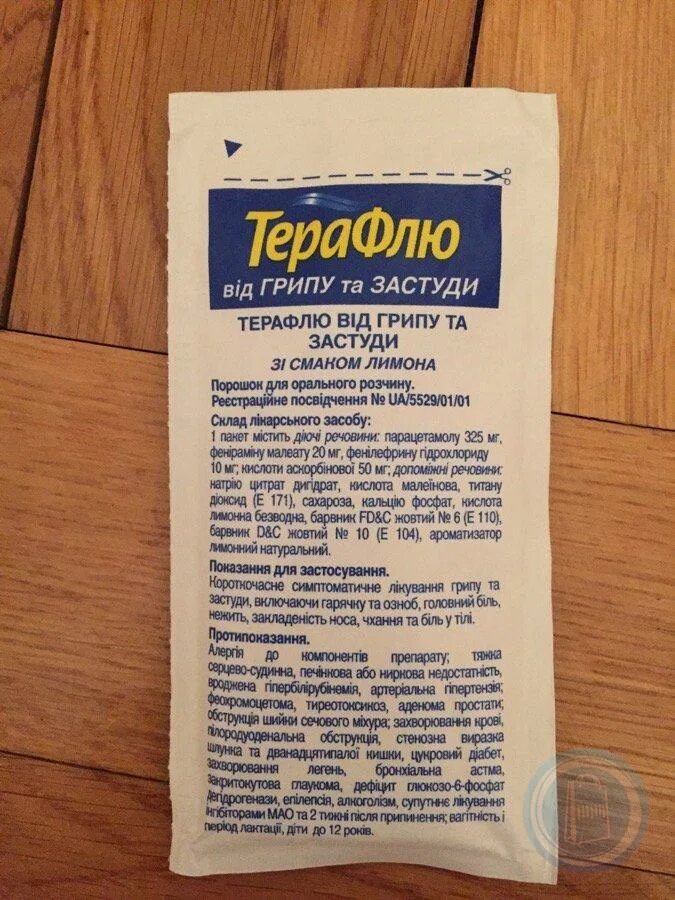 ТераФлю
від ГРИПУ та ЗАСТУДИ
ТЕРАФЛЮ ВІД ГРИПУ ТА
ЗАСТУДИ
ЗІ СМАКОМ ЛИМОНА
Порошок для орального розчину.
Реєстраційне посвідчення № UA/5529/01/01
Склад лікарського засобу:
1 пакет містить діючі речовини: парацетамолу 325 мг,
феніраміну малеату 20 мг, фенілефрину гідрохлориду
10 мг; кислоти аскорбінової 50 мг; допоміжні речовини:
натрію цитрат дигідрат, кислота малеїнова, титану
діоксид (Е 171), сахароза, кальцію фосфат, кислота
лимонна безводна, барвник FD&C жовтий № 6 (Е 110),
барвник D&C жовтий № 10 (Е 104), ароматизатор
лимонний натуральний.
Показання для застосування.
Короткочасне симптоматичне лікування грипу та
застуди, включаючи гарячку та озноб, головний біль,
нежить, закладеність носа, чхання та біль у тілі.
Протипоказання.
Алергія до компонентів препарату; тяжка
серцево-судинна, печінкова або ниркова недостатність,
вроджена гіпербілірубінемія, артеріальна гіпертензія;
феохромоцетома, тиреотоксикоз, аденома простати;
обструкція шийки сечового міхура; захворювання крові,
пілородуоденальна обструкція, стенозна виразка
шлунка та дванадцятипалої кишки, цукровий діабет,
захворювання легень, бронхіальна астма,
закритокутова глаукома, дефіцит глюкозо-6-фосфат
дегідрогенази, епілепсія, алкоголізм, супутнє лікування
інгібіторами МАО та 2 тижні після припинення; вагітність і
період лактації, діти до 12 років.